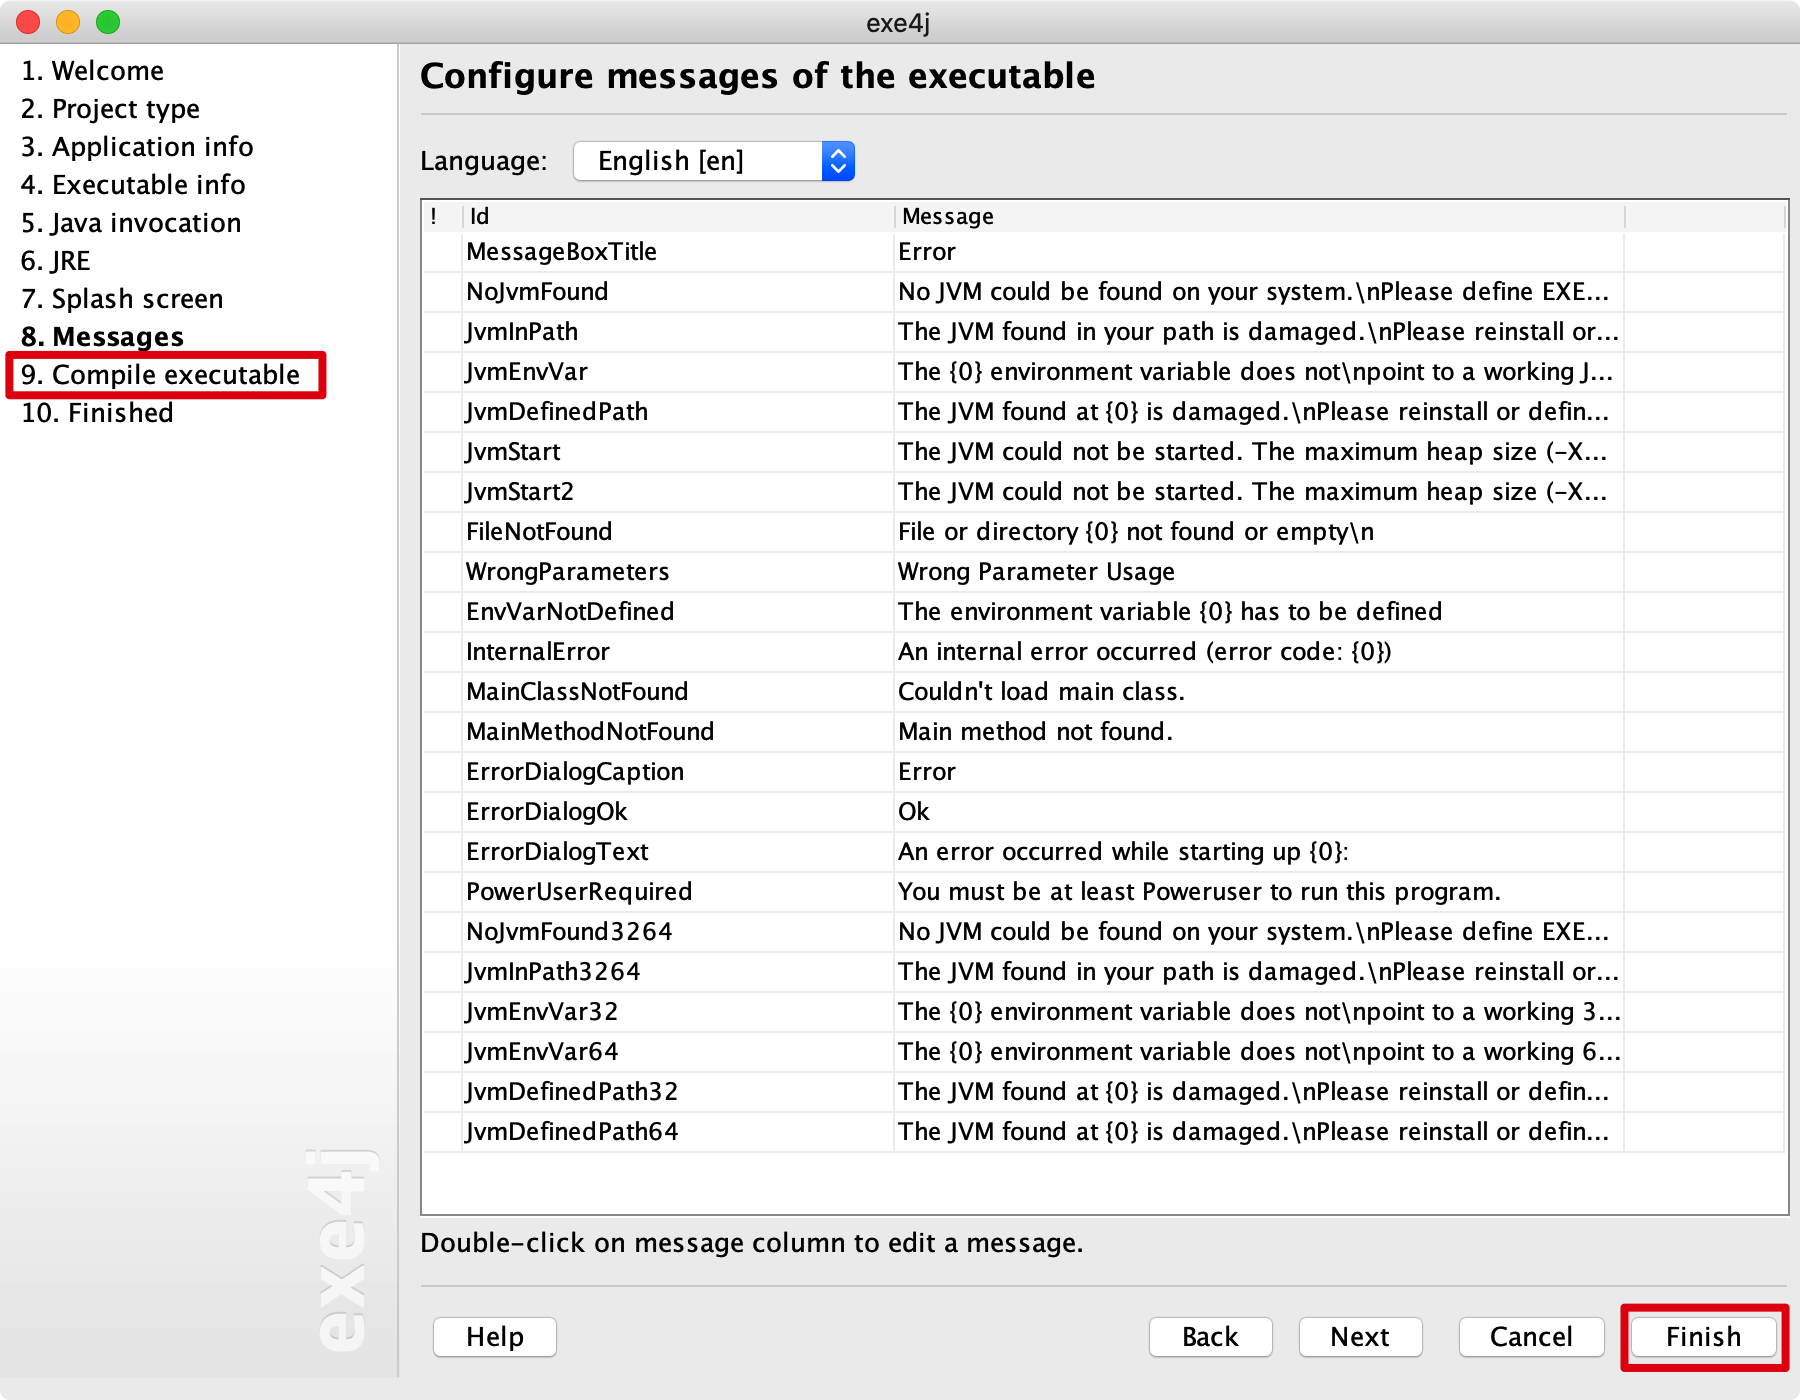 exe4j
1. Welcome
2. Project type
3. Application info
4. Executable info
5. Java invocation
6. JRE
7. Splash screen
8. Messages
9. Compile executable
10. Finished
exe4j
Configure messages of the executable
Language: English [en]
! Id Message
MessageBoxTitle Error
NoJvmFound No JVM could be found on your system.\nPlease define EXE...
JvmInPath The JVM found in your path is damaged.\nPlease reinstall or...
JvmEnvVar The {0} environment variable does not\npoint to a working J...
JvmDefinedPath The JVM found at {0} is damaged.\nPlease reinstall or defin...
JvmStart The JVM could not be started. The maximum heap size (-X...
JvmStart2 The JVM could not be started. The maximum heap size (-X...
FileNotFound File or directory {0} not found or empty\n
WrongParameters Wrong Parameter Usage
EnvVarNotDefined The environment variable {0} has to be defined
InternalError An internal error occurred (error code: {0})
MainClassNotFound Couldn't load main class.
MainMethodNotFound Main method not found.
ErrorDialogCaption Error
ErrorDialogOk Ok
ErrorDialogText An error occurred while starting up {0}:
PowerUserRequired You must be at least Poweruser to run this program.
NoJvmFound3264 No JVM could be found on your system.\nPlease define EXE...
JvmInPath3264 The JVM found in your path is damaged.\nPlease reinstall or...
JvmEnvVar32 The {0} environment variable does not\npoint to a working 3...
JvmEnvVar64 The {0} environment variable does not\npoint to a working 6...
JvmDefinedPath32 The JVM found at {0} is damaged.\nPlease reinstall or defin...
JvmDefinedPath64 The JVM found at {0} is damaged.\nPlease reinstall or defin...
Double-click on message column to edit a message.
Help Back Next Cancel Finish